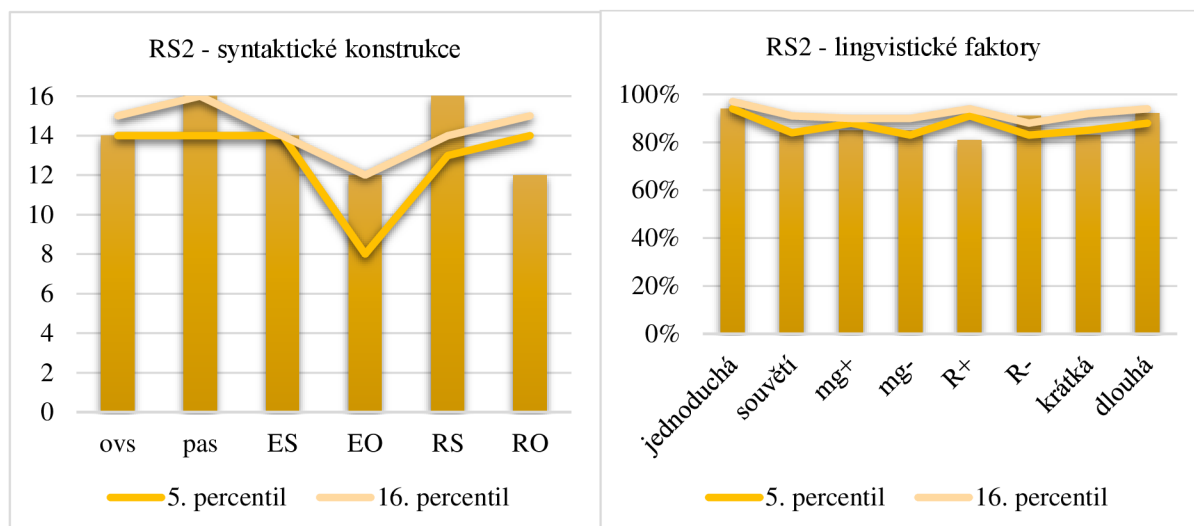 RS2 - syntaktické konstrukce
16
14
12
10
8
6
4
2
0
ovs pas ES EO RS RO
5. percentil 16. percentil
RS2 - lingvistické faktory
100%
80%
60%
40%
20%
0%
jednoduchá souvětí mg+ mg- R+ R- krátká dlouhá
5. percentil 16. percentil